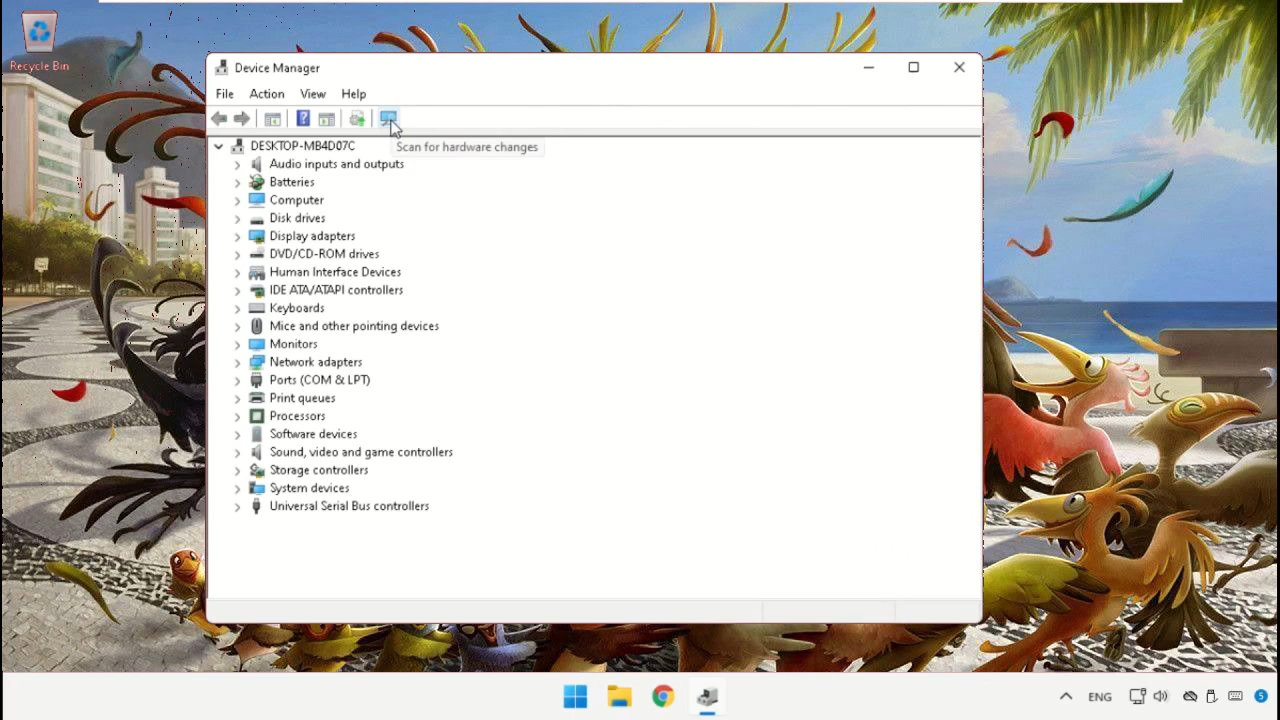 Recycle Bin
Device Manager
File Action View Help
DESKTOP-MB4D07C
Scan for hardware changes
Audio inputs and outputs
Batteries
Computer
Disk drives
Display adapters
DVD/CD-ROM drives
Human Interface Devices
IDE ATA/ATAPI controllers
Keyboards
Mice and other pointing devices
Monitors
Network adapters
Ports (COM & LPT)
Print queues
Processors
Software devices
Sound, video and game controllers
Storage controllers
System devices
Universal Serial Bus controllers
ENG
5